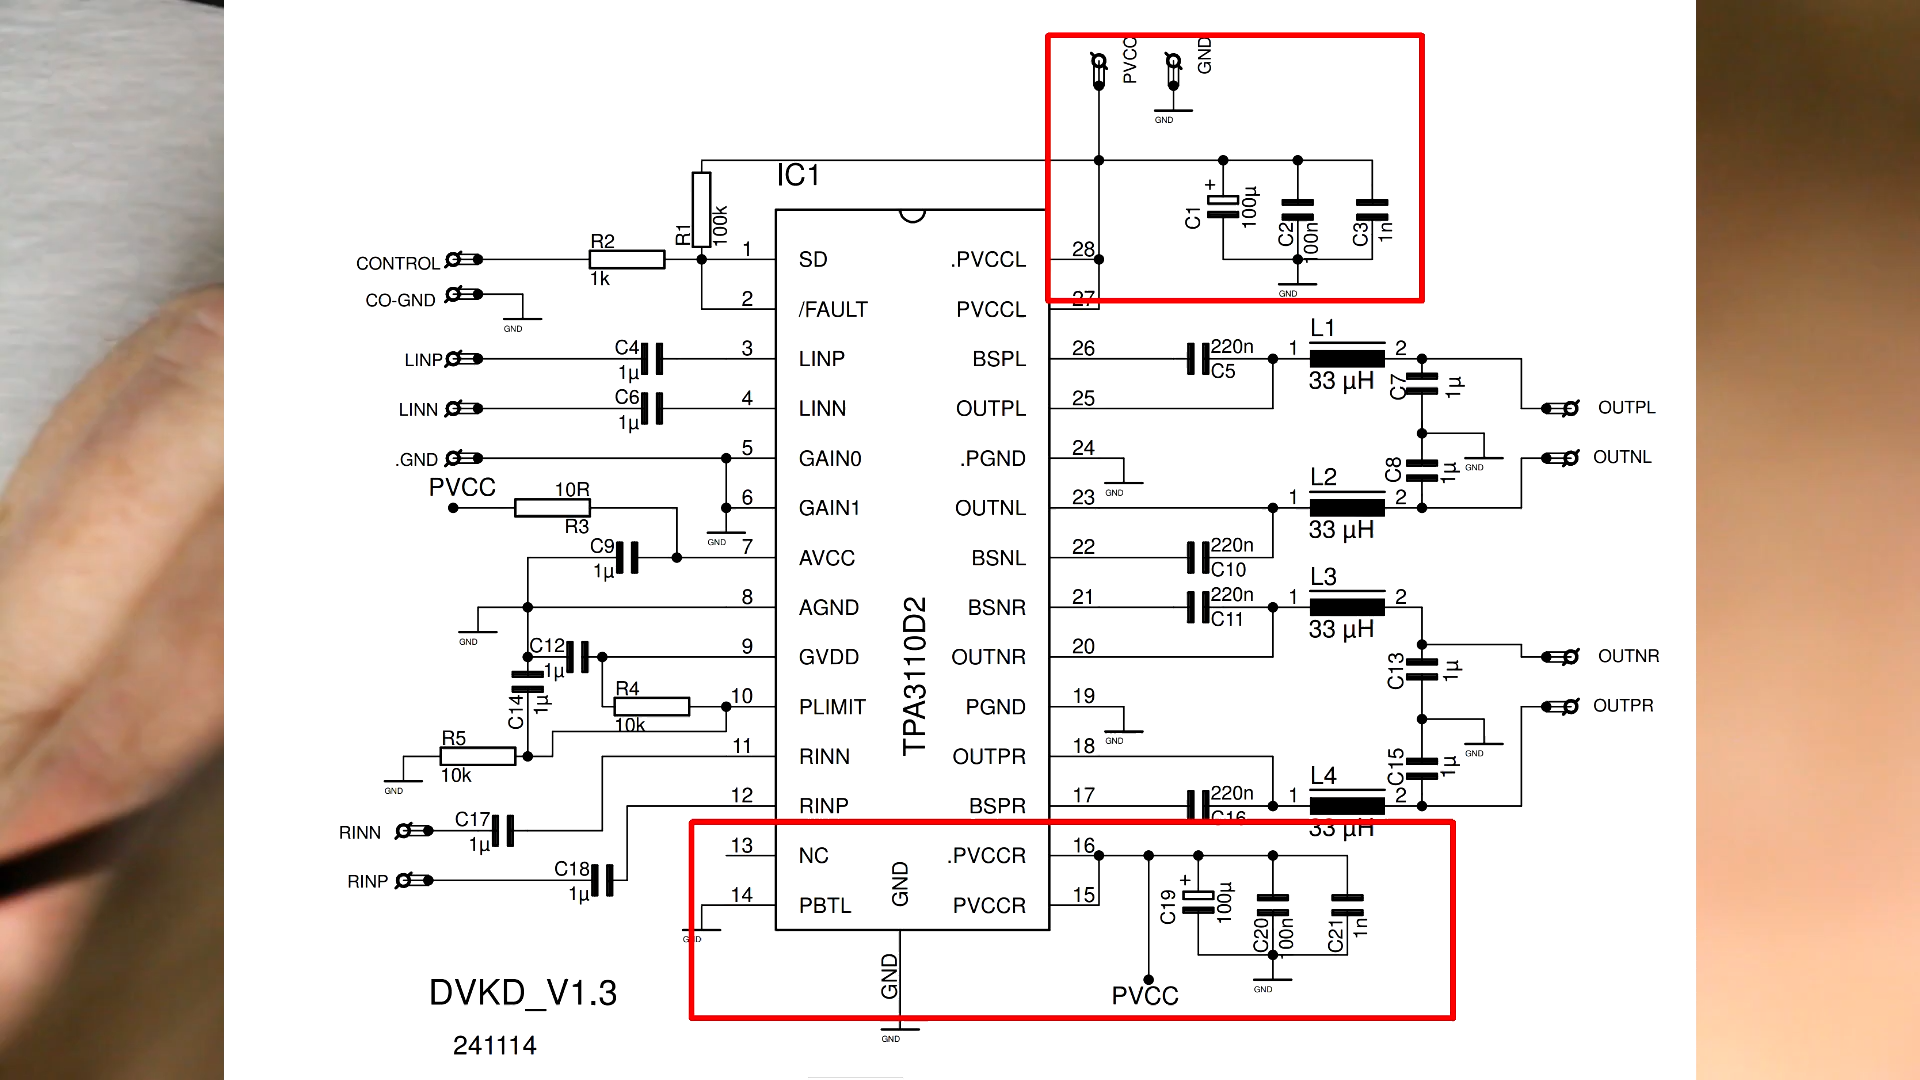 PVCC
GND
GND
IC1
R1
100k
C1
+
100µ
C2
100n
C3
1n
GND
CONTROL
R2
1k
1
SD
.PVCCL
28
CO-GND
GND
2
/FAULT
PVCCL
27
LINP
C4
1µ
3
LINP
BSPL
26
220n
C5
1
L1
33 µH
2
C7
1µ
LINN
C6
1µ
4
LINN
OUTPL
25
OUTPL
.GND
5
GAIN0
.PGND
24
GND
C8
1µ
GND
OUTNL
PVCC
10R
R3
6
GAIN1
OUTNL
23
1
L2
33 µH
2
GND
C9
1µ
7
AVCC
BSNL
22
220n
C10
8
AGND
BSNR
21
220n
C11
1
L3
33 µH
2
GND
C12
1µ
9
GVDD
OUTNR
20
C13
1µ
OUTNR
C14
1µ
R4
10k
10
PLIMIT
PGND
19
GND
OUTPR
R5
10k
GND
11
RINN
OUTPR
18
GND
C15
1µ
12
RINP
BSPR
17
220n
C16
1
L4
33 µH
2
TPA3110D2
RINN
C17
1µ
13
NC
.PVCCR
16
RINP
C18
1µ
14
PBTL
GND
PVCCR
15
C19
+
100µ
C20
100n
C21
1n
GND
GND
PVCC
GND
GND
DVKD_V1.3
241114